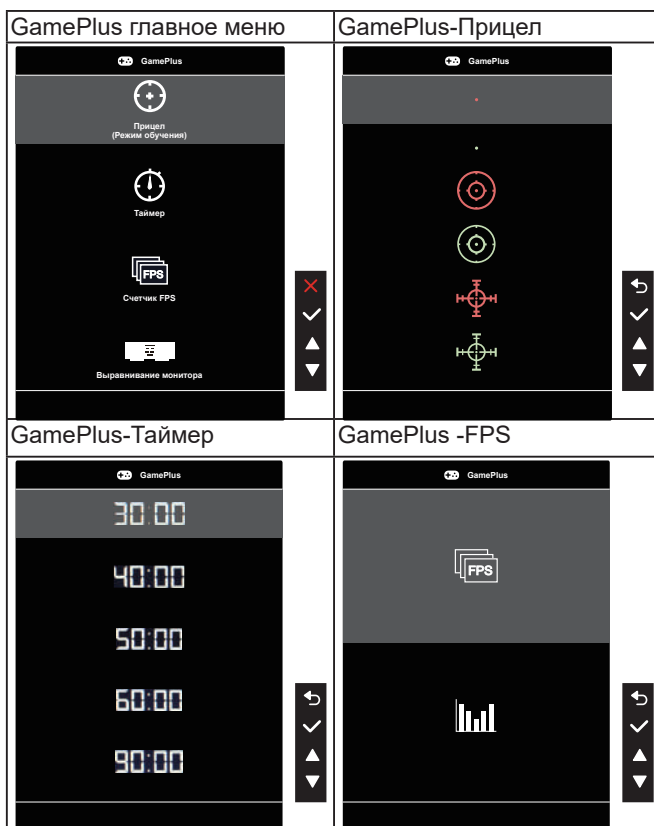 GamePlus главное меню
GamePlus-Прицел
GamePlus
Прицел
(Режим обучения)
Таймер
FPS
Счетчик FPS
Выравнивание монитора
GamePlus
GamePlus-Таймер
GamePlus -FPS
GamePlus
30:00
40:00
50:00
60:00
90:00
GamePlus
FPS